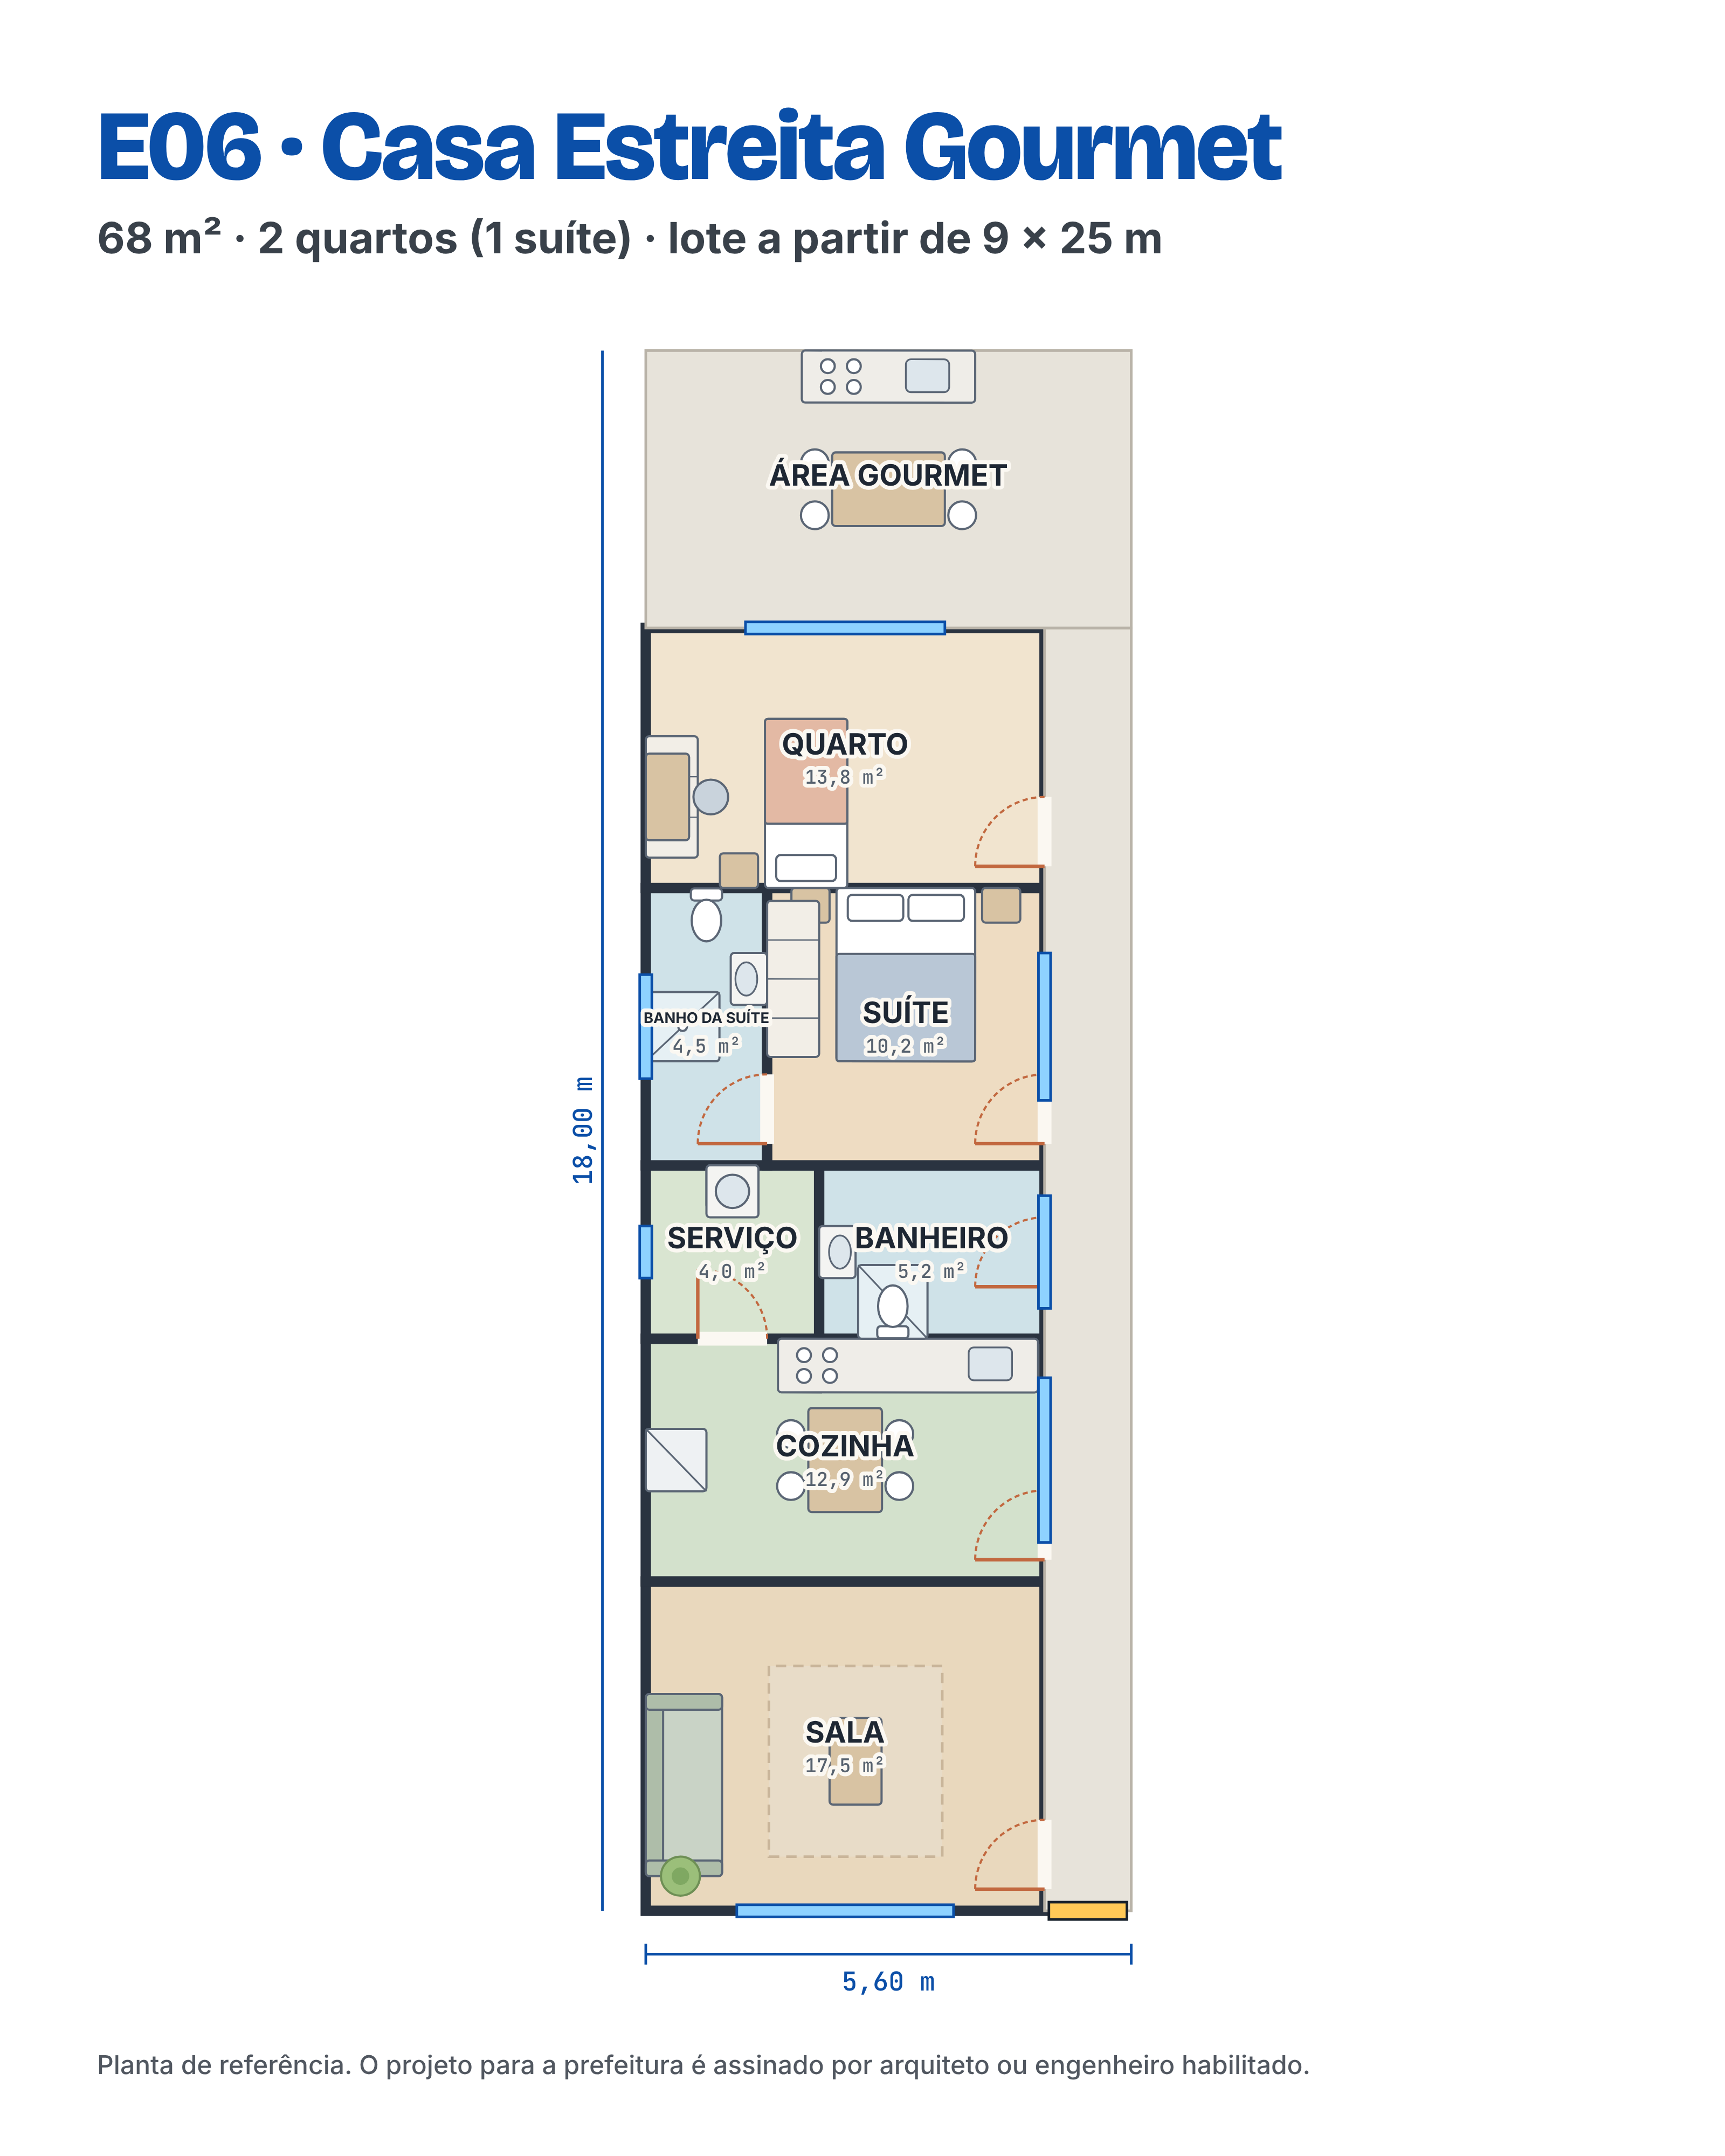 E06 · Casa Estreita Gourmet
68 m² · 2 quartos (1 suíte) · lote a partir de 9 × 25 m
ÁREA GOURMET
QUARTO
13,8 m²
BANHO DA SUÍTE
4,5 m²
SUÍTE
10,2 m²
18,00 m
SERVIÇO
4,0 m²
BANHEIRO
5,2 m²
COZINHA
12,9 m²
SALA
17,5 m²
5,60 m
Planta de referência. O projeto para a prefeitura é assinado por arquiteto ou engenheiro habilitado.